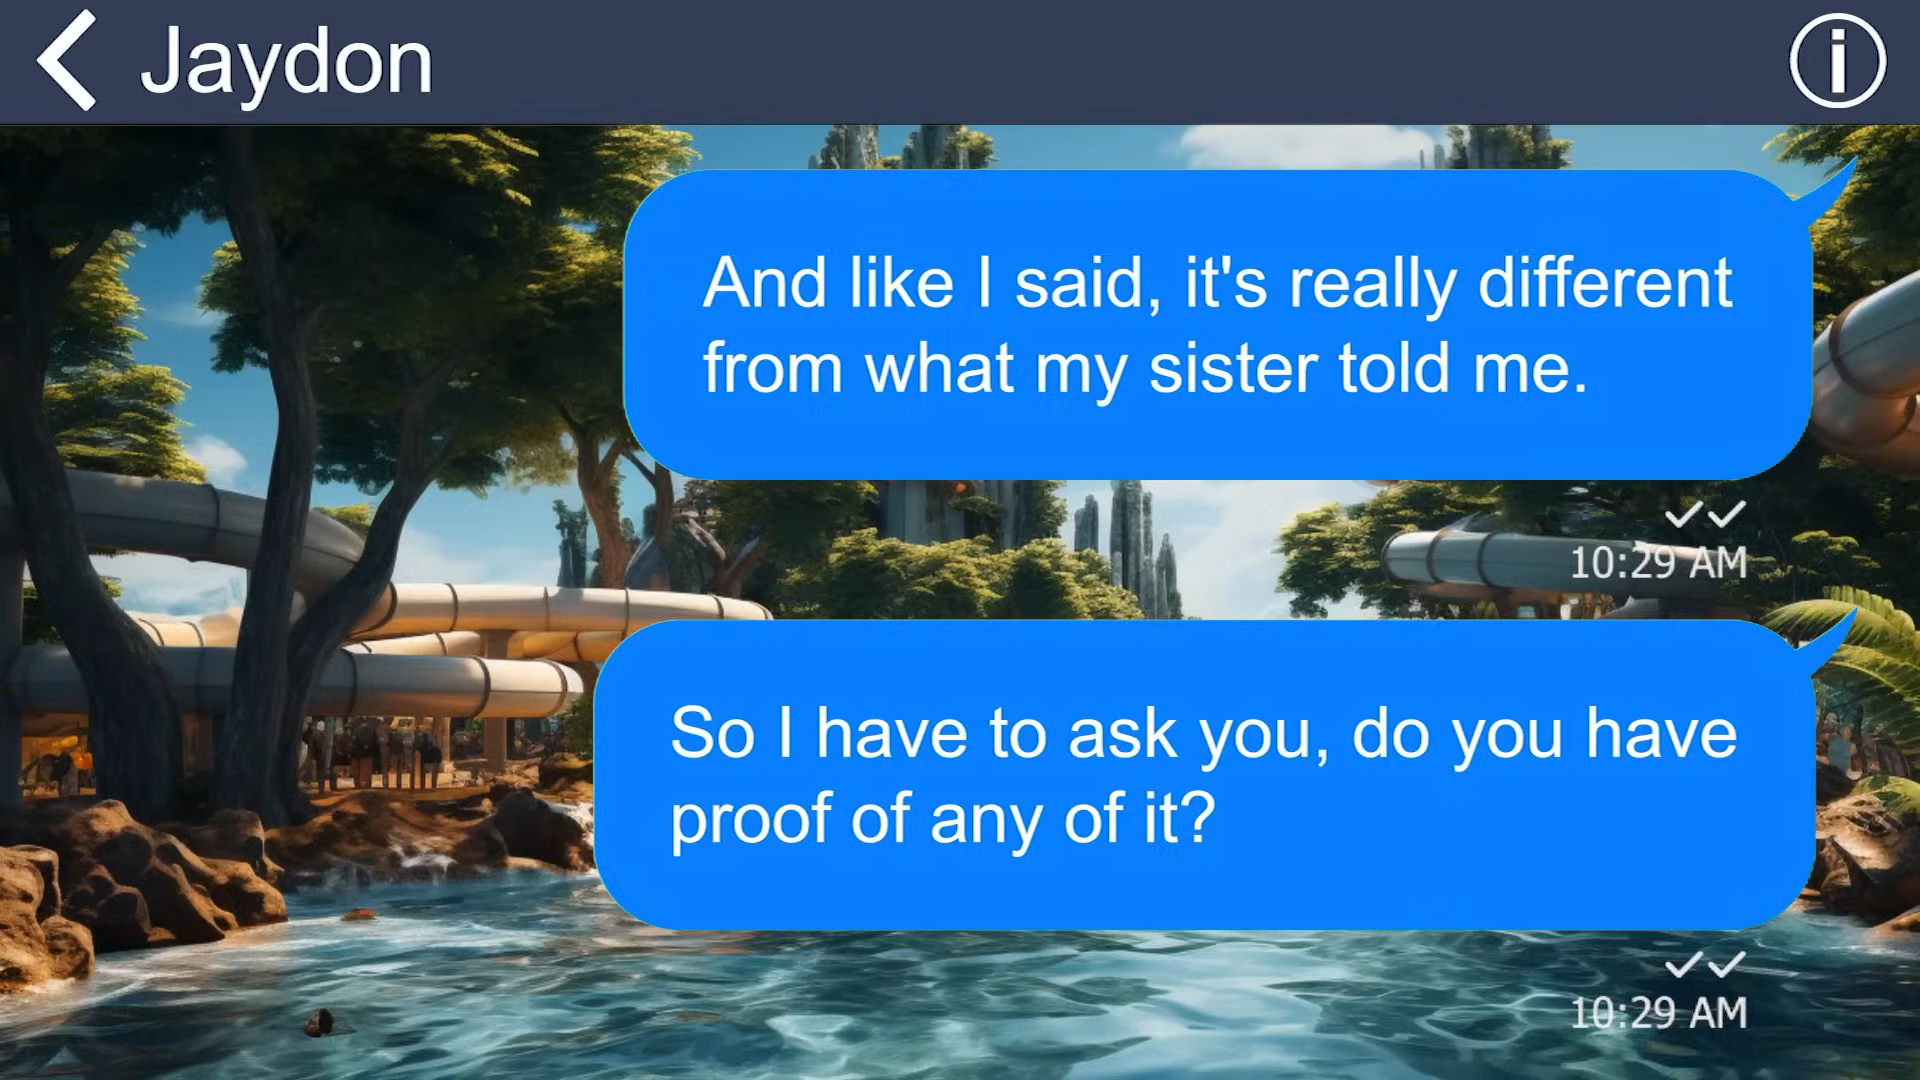 Jaydon
And like I said, it's really different
from what my sister told me.
10:29 AM
So I have to ask you, do you have
proof of any of it?
10:29 AM